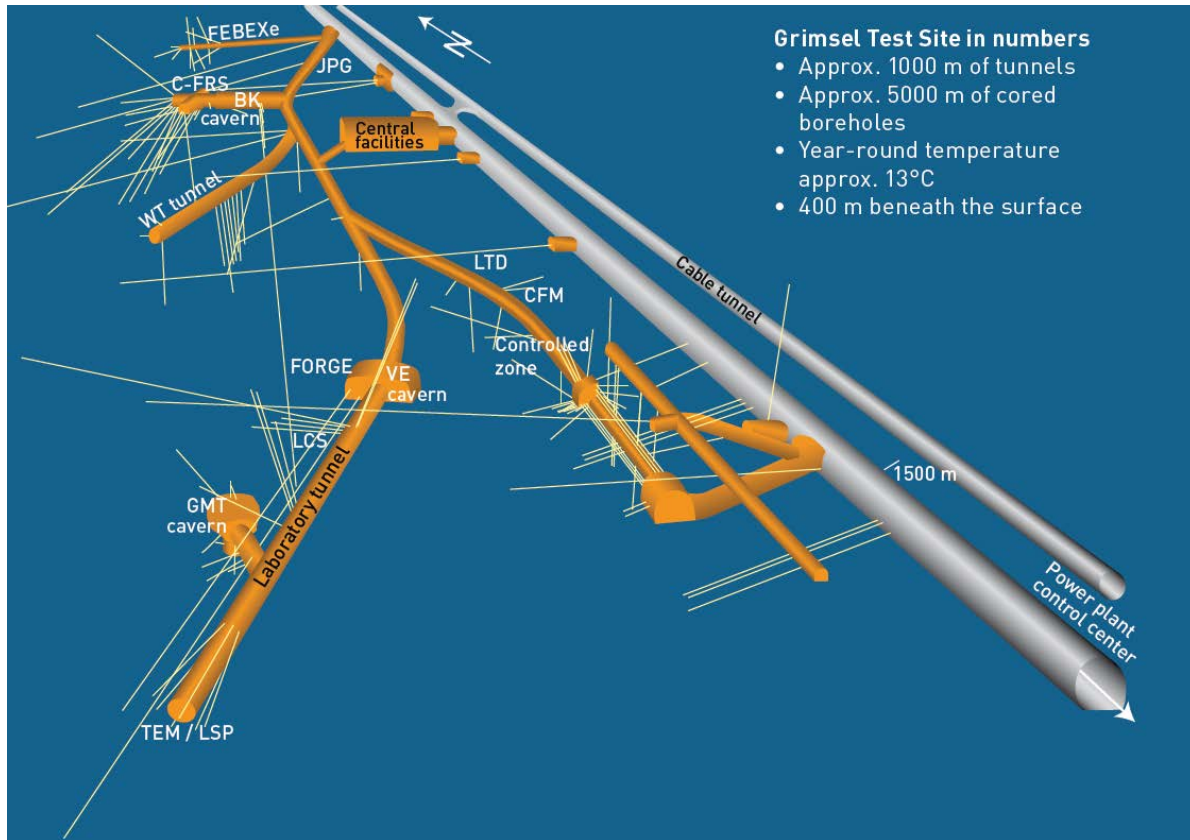 FEBEXe
N
JPG
C-FRS
BK
cavern
Central
facilities
WT tunnel
Grimsel Test Site in numbers
• Approx. 1000 m of tunnels
• Approx. 5000 m of cored
boreholes
• Year-round temperature
approx. 13°C
• 400 m beneath the surface
LTD
CFM
Cable tunnel
Controlled
zone
FORGE
VE
cavern
LCS
Laboratory tunnel
GMT
cavern
1500 m
Power plant
control center
TEM / LSP